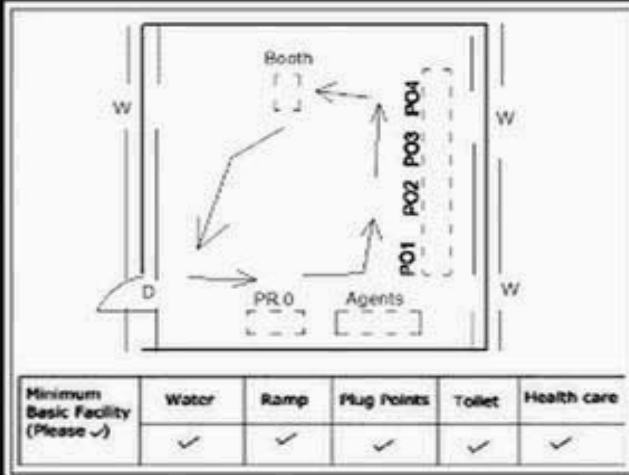 Booth
W
W
PO4
PO3
PO2
PO1
D
PR.O
Agents
W
Minimum Basic Facility (Please ✓)
Water
Ramp
Plug Points
Toilet
Health care
✓
✓
✓
✓
✓